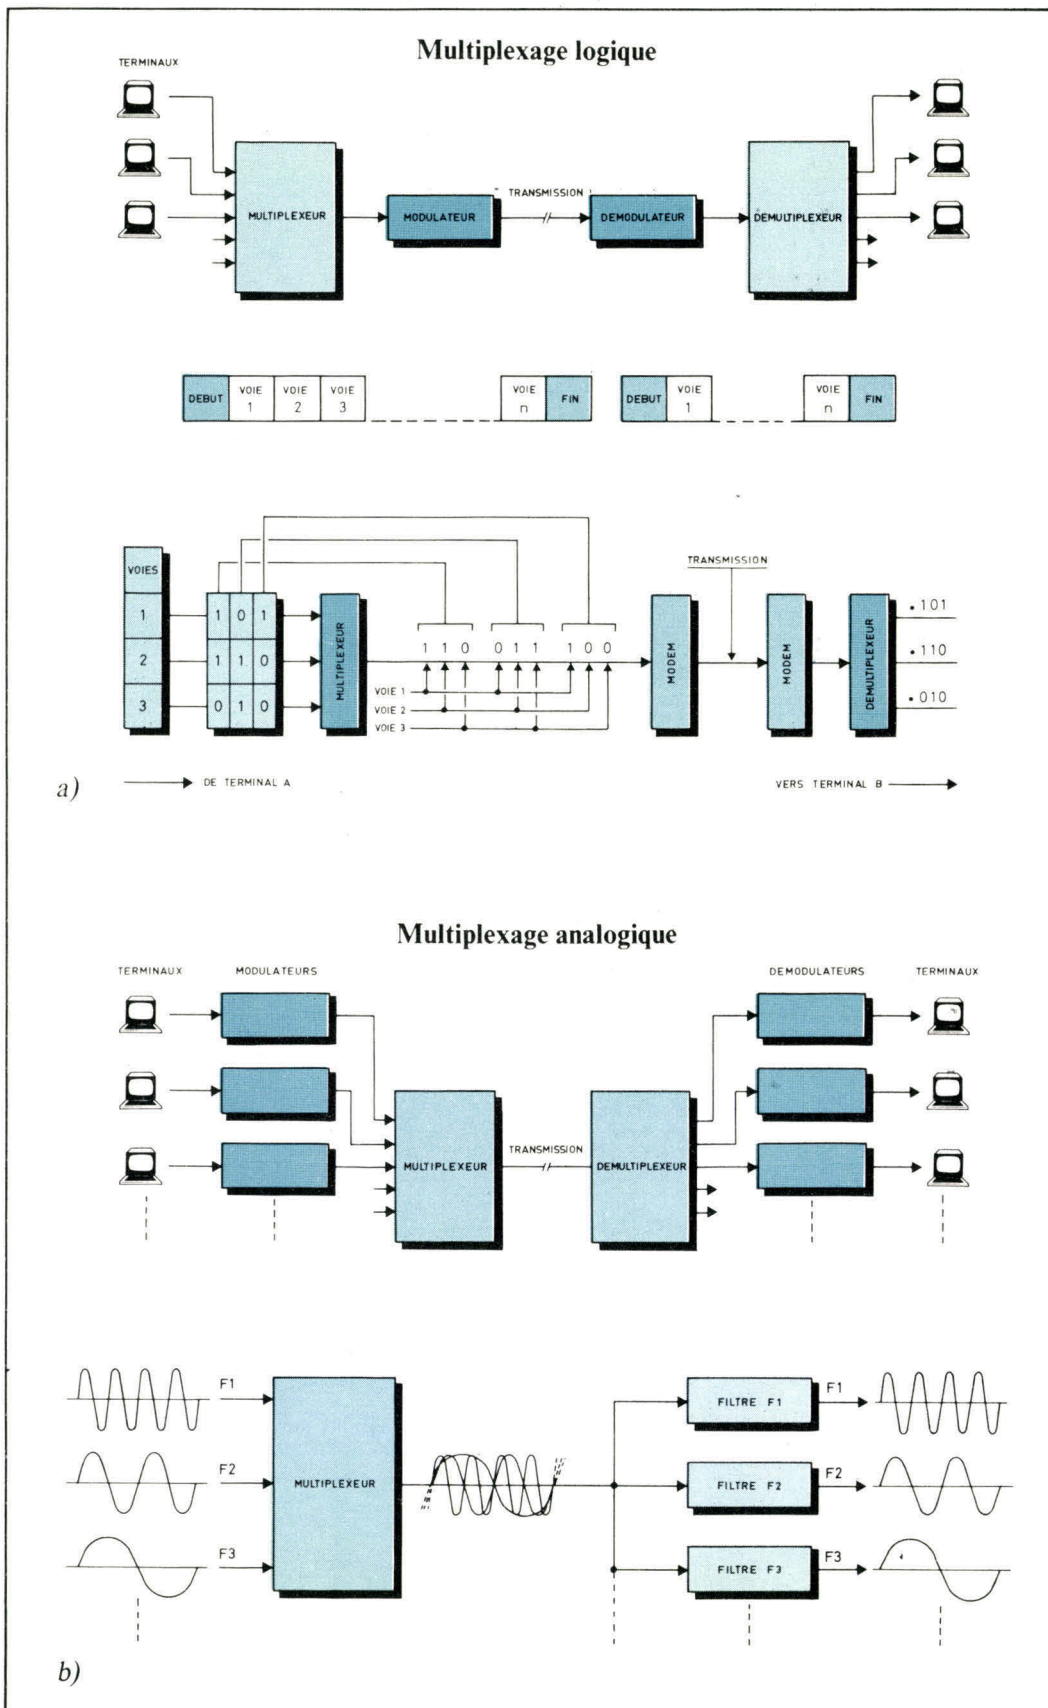 Multiplexage logique
TERMINAUX
MULTIPLEXEUR
MODULATEUR
TRANSMISSION
DEMODULATEUR
DEMULTIPLEXEUR
DEBUT
VOIE 1
VOIE 2
VOIE 3
VOIE n
FIN
DEBUT
VOIE 1
VOIE n
FIN
VOIES
1
2
3
1 0 1
1 1 0
0 1 0
MULTIPLEXEUR
1 1 0
0 1 1
1 0 0
VOIE 1
VOIE 2
VOIE 3
MODEM
TRANSMISSION
MODEM
DEMULTIPLEXEUR
.101
.110
.010
DE TERMINAL A
VERS TERMINAL B
a)
Multiplexage analogique
TERMINAUX
MODULATEURS
DEMODULATEURS
TERMINAUX
MULTIPLEXEUR
TRANSMISSION
DEMULTIPLEXEUR
F1
F2
F3
MULTIPLEXEUR
FILTRE F1
FILTRE F2
FILTRE F3
F1
F2
F3
b)